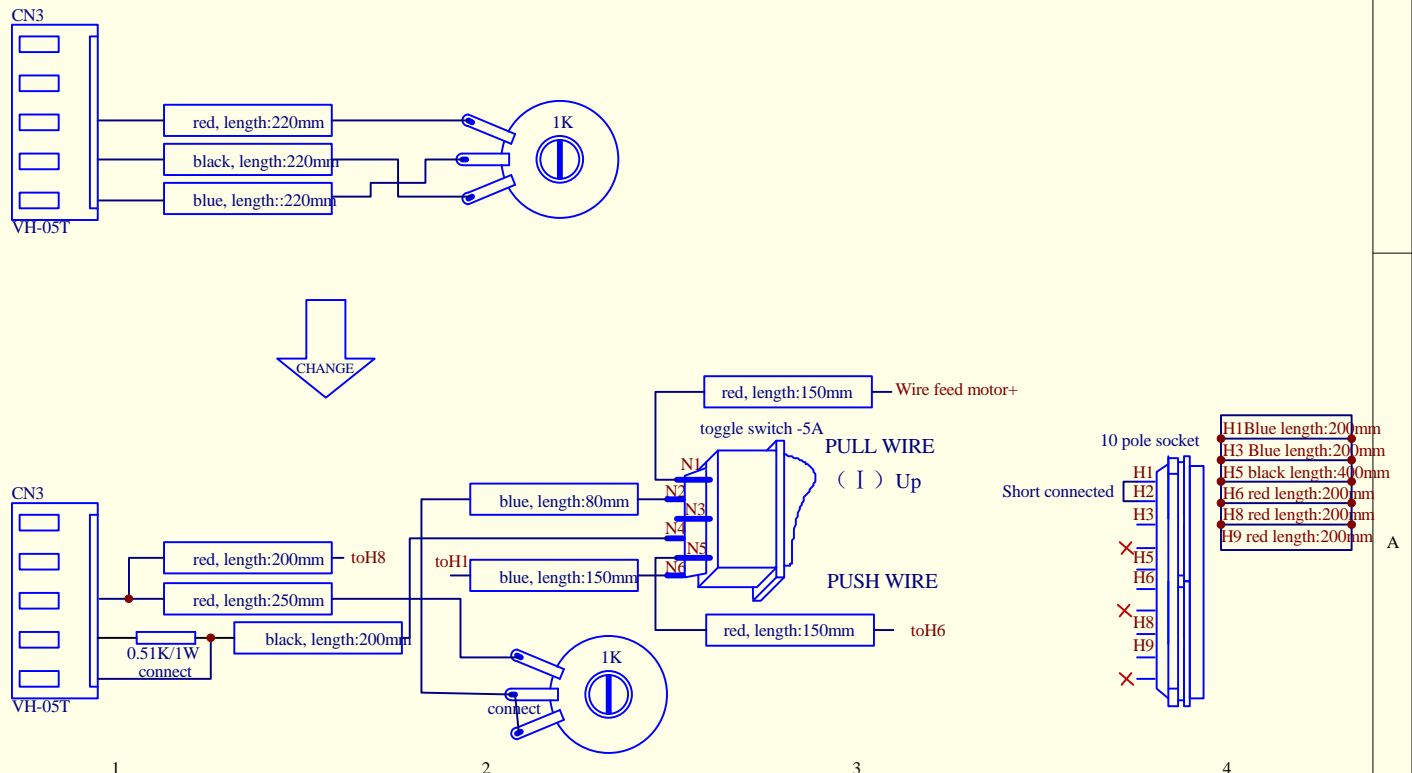 CN3
red, length:220mm
1K
black, length:220mm
blue, length::220mm
VH-05T
CHANGE
red, length:150mm
Wire feed motor+
toggle switch -5A
PULL WIRE
（Ⅰ）Up
N1
N2
N3
N4
N5
N6
blue, length:80mm
toH1
blue, length:150mm
PUSH WIRE
red, length:150mm
toH6
10 pole socket
Short connected
H1
H2
H3
H5
H6
H8
H9
H1Blue length:200mm
H3 Blue length:200mm
H5 black length:400mm
H6 red length:200mm
H8 red length:200mm
H9 red length:200mm
A
CN3
red, length:200mm
toH8
red, length:250mm
black, length:200mm
0.51K/1W
connect
VH-05T
1K
connect
1
2
3
4